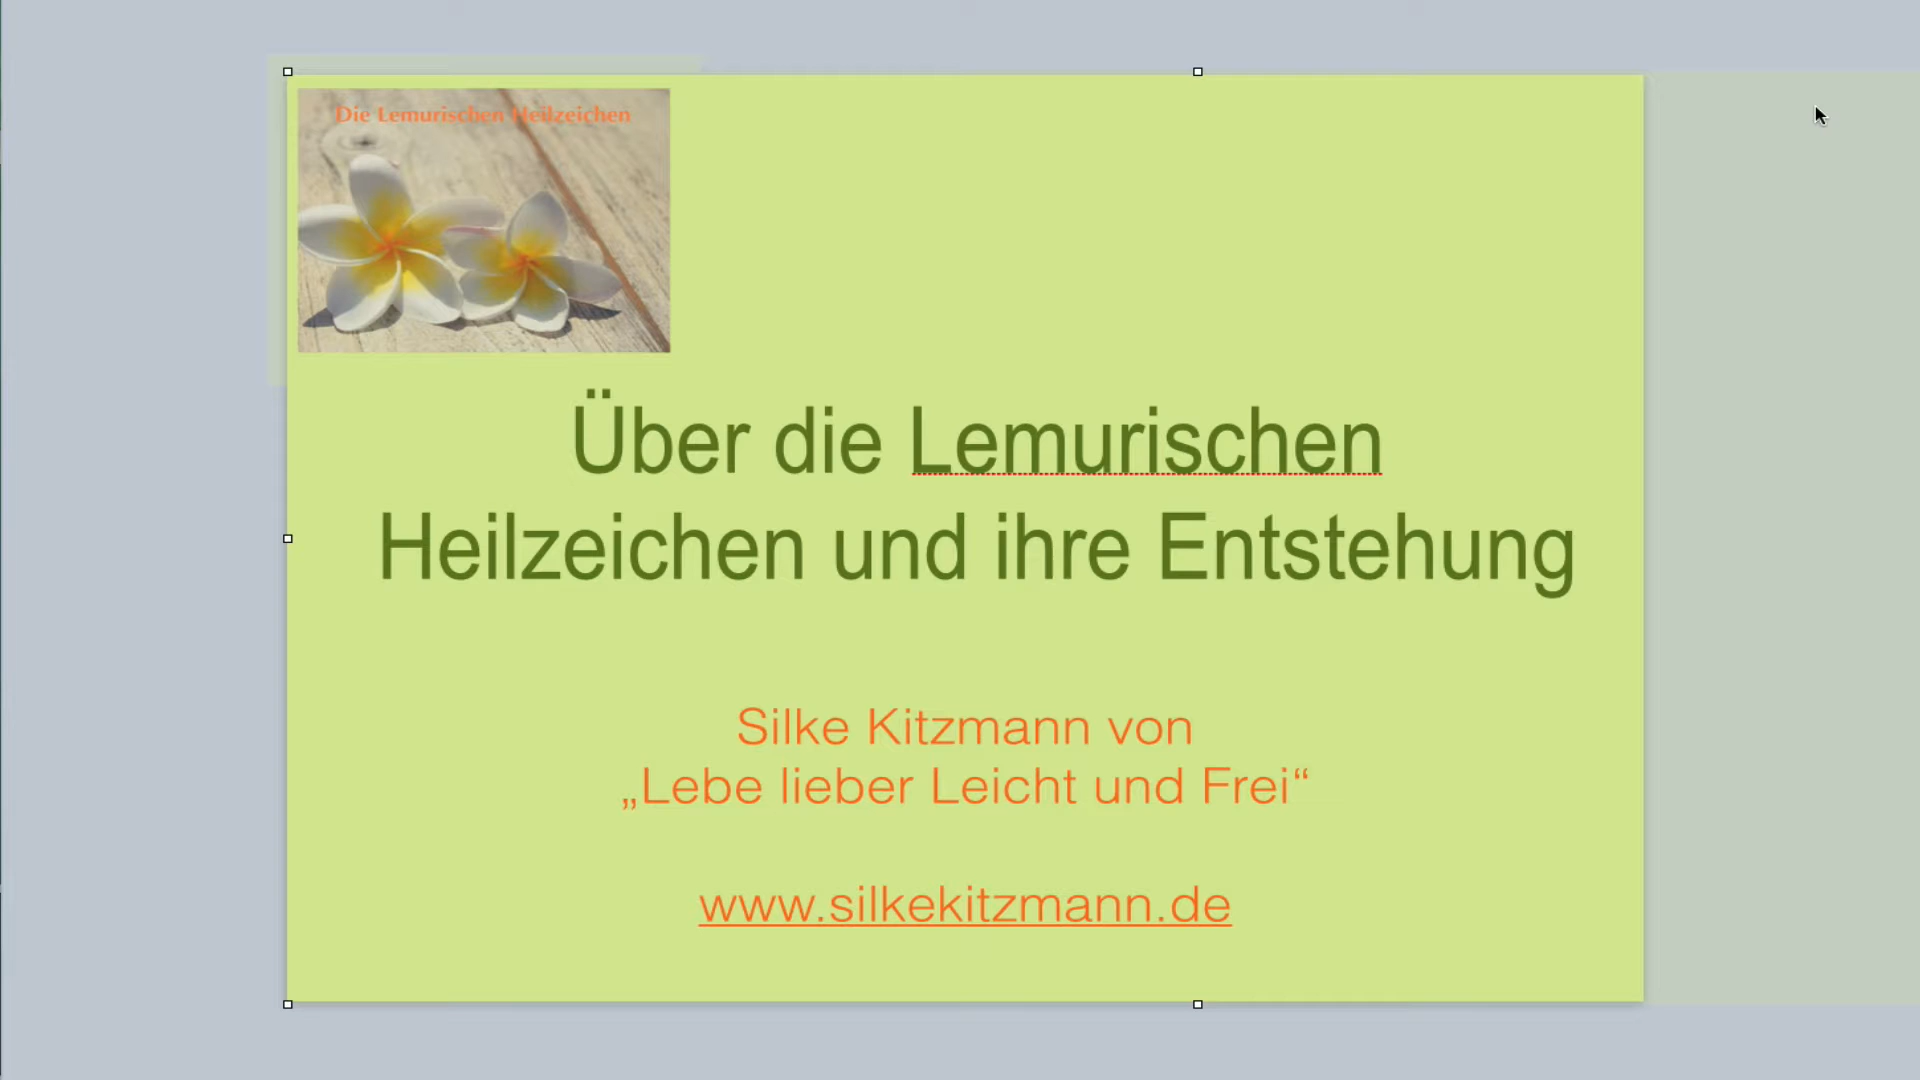 Die Lemurischen Heilzeichen
Über die Lemurischen
Heilzeichen und ihre Entstehung
Silke Kitzmann von
„Lebe lieber Leicht und Frei“
www.silkekitzmann.de